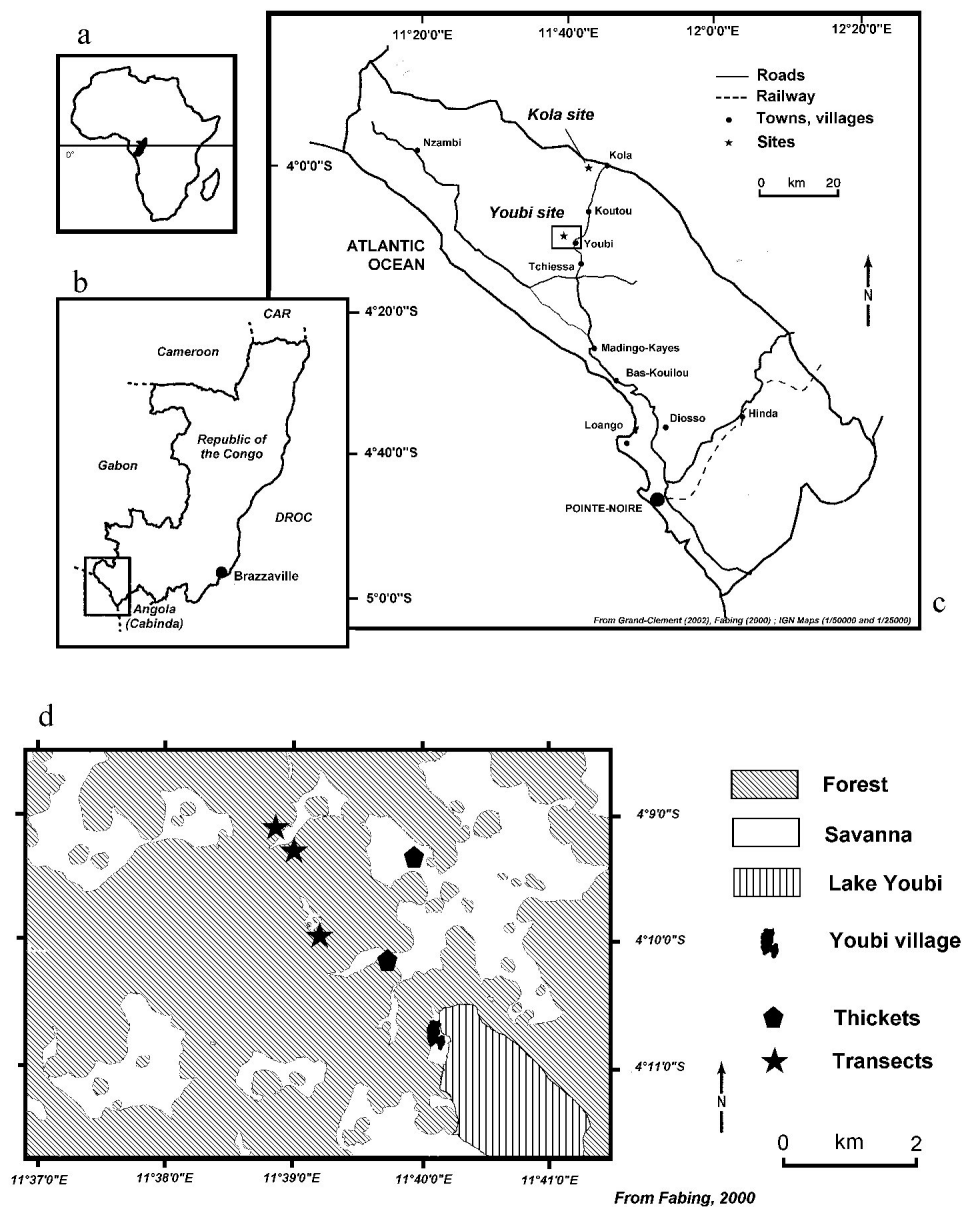 a
0°
b
CAR
Cameroon
Republic of
the Congo
Gabon
DROC
Brazzaville
Angola
(Cabinda)
c
11°20'0"E
11°40'0"E
12°0'0"E
12°20'0"E
4°0'0"S
4°20'0"S
4°40'0"S
5°0'0"S
Roads
Railway
Towns, villages
Sites
0 km 20
N
Kola site
Nzambi
Kola
Youbi site
Koutou
Youbi
ATLANTIC
OCEAN
Tchiessa
Madingo-Kayes
Bas-Kouilou
Loango
Diosso
Hinda
POINTE-NOIRE
From Grand-Clement (2002), Fabing (2000) ; IGN Maps (1/50000 and 1/25000)
d
4°9'0"S
4°10'0"S
4°11'0"S
11°37'0"E
11°38'0"E
11°39'0"E
11°40'0"E
11°41'0"E
Forest
Savanna
Lake Youbi
Youbi village
Thickets
Transects
N
0 km 2
From Fabing, 2000